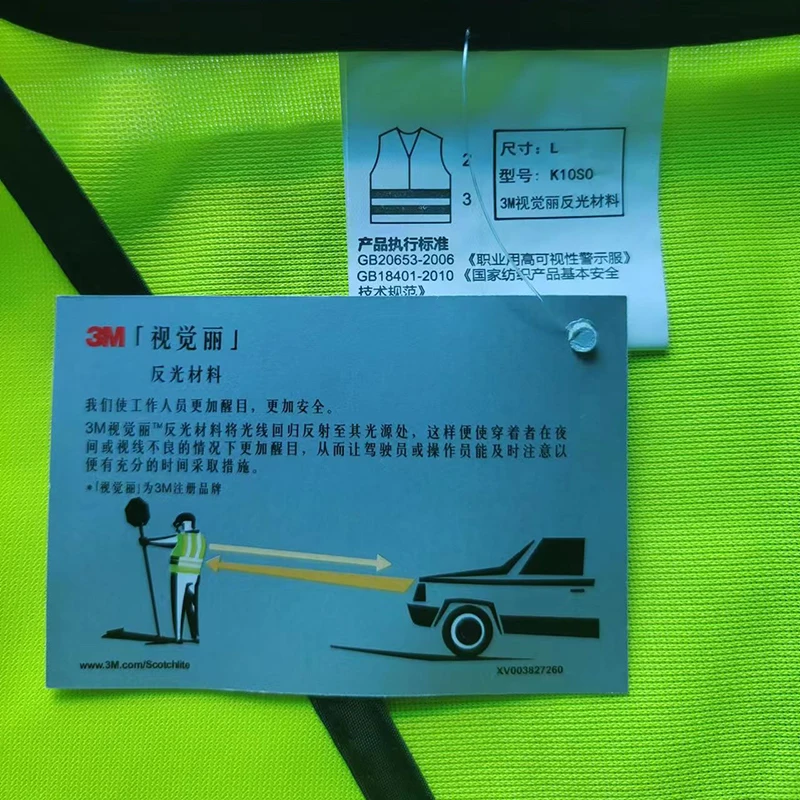 2
3
尺寸：L
型号：K10S0
3M视觉丽反光材料
产品执行标准
GB20653-2006 《职业用高可视性警示服》
GB18401-2010 《国家纺织产品基本安全
技术规范》
3M「视觉丽」
反光材料
我们使工作人员更加醒目，更加安全。
3M视觉丽™反光材料将光线回归反射至其光源处，这样便使穿着者在夜
间或视线不良的情况下更加醒目，从而让驾驶员或操作员能及时注意以
便有充分的时间采取措施。
*「视觉丽」为3M注册品牌
www.3M.com/Scotchlite
XV003827260